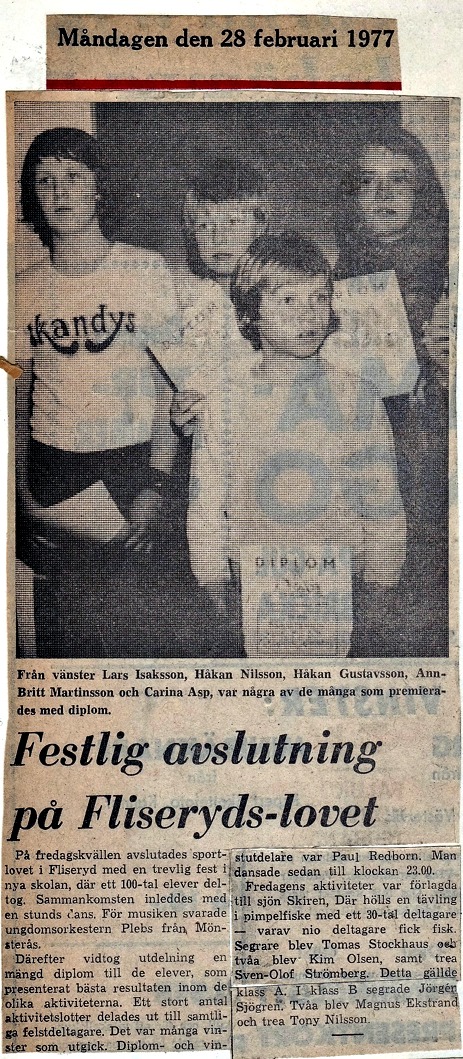 Måndagen den 28 februari 1977
kandys
DIPLOM
DIPLOM
Från vänster Lars Isaksson, Håkan Nilsson, Håkan Gustavsson, Ann-
Britt Martinsson och Carina Asp, var några av de många som premiera-
des med diplom.
Festlig avslutning
på Fliseryds-lovet
På fredagskvällen avslutades sport-
lovet i Fliseryd med en trevlig fest i
nya skolan, där ett 100-tal elever del-
tog. Sammankomsten inleddes med
en stunds dans. För musiken svarade
ungdomsorkestern Plebs från Mön-
sterås.
Därefter vidtog utdelning en
mängd diplom till de elever, som
presenterat bästa resultaten inom de
olika aktiviteterna. Ett stort antal
aktivitetslotter delades ut till samtli-
ga felstdeltagare. Det var många vin-
ster som utgick. Diplom- och vin-
stutdelare var Paul Redborn. Man
dansade sedan till klockan 23.00.
Fredagens aktiviteter var förlagda
till sjön Skiren, Där hölls en tävling
i pimpelfiske med ett 30-tal deltagare
— varav nio deltagare fick fisk.
Segrare blev Tomas Stockhaus och
tvåa blev Kim Olsen, samt trea
Sven-Olof Strömberg. Detta gällde
klass A. I klass B segrade Jörgen
Sjögren. Tvåa blev Magnus Ekstrand
och trea Tony Nilsson.